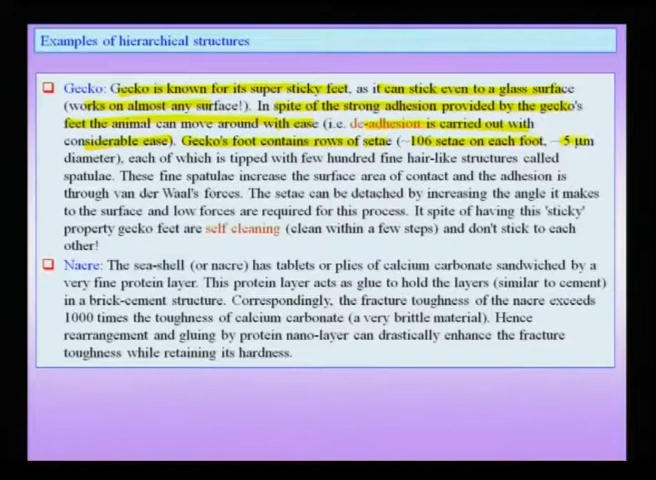 Examples of hierarchical structures
Gecko: Gecko is known for its super sticky feet, as it can stick even to a glass surface
(works on almost any surface!). In spite of the strong adhesion provided by the gecko's
feet the animal can move around with ease (i.e. de-adhesion is carried out with
considerable ease). Gecko's foot contains rows of setae (~106 setae on each foot, ~ 5 μm
diameter), each of which is tipped with few hundred fine hair-like structures called
spatulae. These fine spatulae increase the surface area of contact and the adhesion is
through van der Waal's forces. The setae can be detached by increasing the angle it makes
to the surface and low forces are required for this process. It spite of having this 'sticky'
property gecko feet are self cleaning (clean within a few steps) and don't stick to each
other!
Nacre: The sea-shell (or nacre) has tablets or plies of calcium carbonate sandwiched by a
very fine protein layer. This protein layer acts as glue to hold the layers (similar to cement)
in a brick-cement structure. Correspondingly, the fracture toughness of the nacre exceeds
1000 times the toughness of calcium carbonate (a very brittle material). Hence
rearrangement and gluing by protein nano-layer can drastically enhance the fracture
toughness while retaining its hardness.